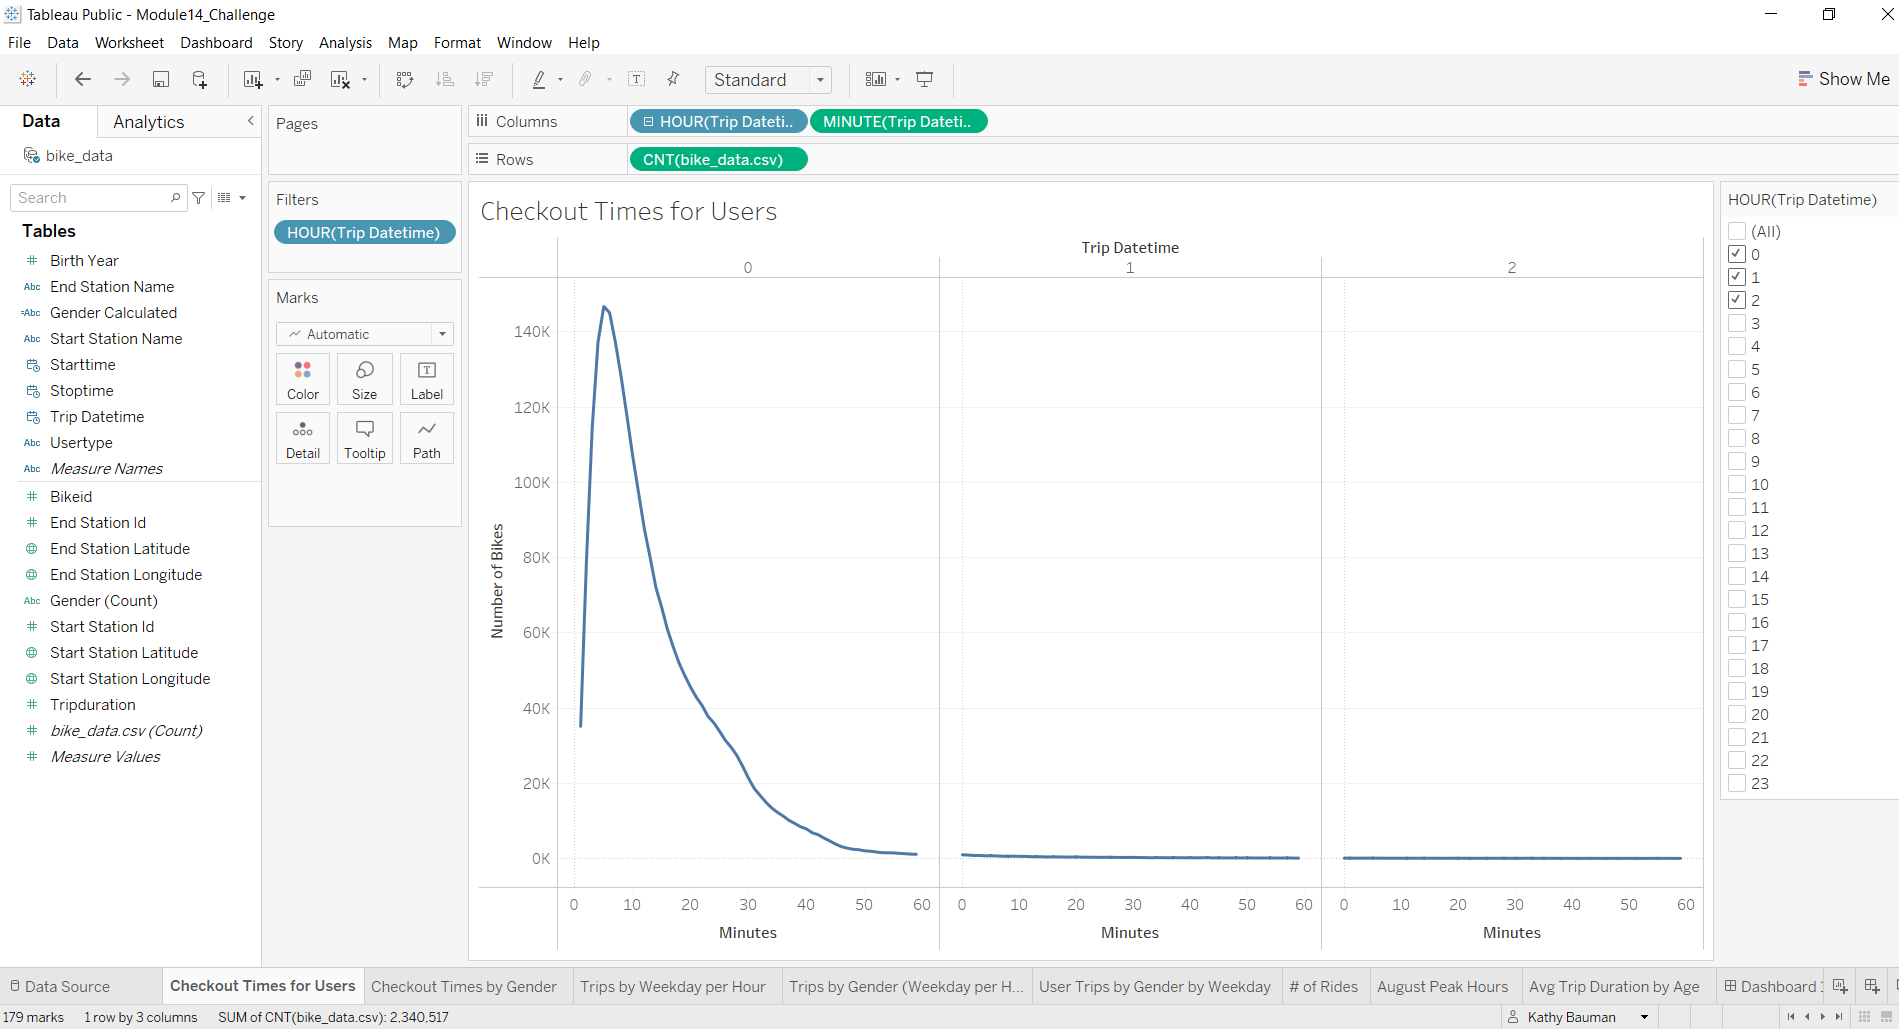 Tableau Public - Module14_Challenge
File Data Worksheet Dashboard Story Analysis Map Format Window Help
Standard
Show Me
Data Analytics
bike_data
Search
Tables
Birth Year
Abc End Station Name
=Abc Gender Calculated
Abc Start Station Name
Starttime
Stoptime
Trip Datetime
Abc Usertype
Abc Measure Names
Bikeid
End Station Id
End Station Latitude
End Station Longitude
Abc Gender (Count)
Start Station Id
Start Station Latitude
Start Station Longitude
Tripduration
bike_data.csv (Count)
Measure Values
Pages
Filters
HOUR(Trip Datetime)
Marks
Automatic
Color Size Label
Detail Tooltip Path
Columns HOUR(Trip Dateti.. MINUTE(Trip Dateti..
Rows CNT(bike_data.csv)
Checkout Times for Users
Trip Datetime
0 1 2
Number of Bikes
140K
120K
100K
80K
60K
40K
20K
0K
0 10 20 30 40 50 60 0 10 20 30 40 50 60 0 10 20 30 40 50 60
Minutes Minutes Minutes
HOUR(Trip Datetime)
(All)
0
1
2
3
4
5
6
7
8
9
10
11
12
13
14
15
16
17
18
19
20
21
22
23
Data Source Checkout Times for Users Checkout Times by Gender Trips by Weekday per Hour Trips by Gender (Weekday per H... User Trips by Gender by Weekday # of Rides August Peak Hours Avg Trip Duration by Age Dashboard 1
179 marks 1 row by 3 columns SUM of CNT(bike_data.csv): 2,340,517 Kathy Bauman